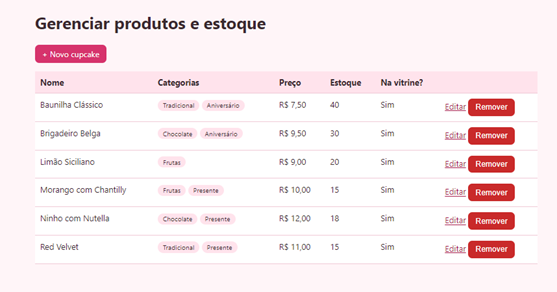 Gerenciar produtos e estoque
+ Novo cupcake
Nome Categorias Preço Estoque Na vitrine?
Baunilha Clássico Tradicional Aniversário R$ 7,50 40 Sim Editar Remover
Brigadeiro Belga Chocolate Aniversário R$ 9,50 30 Sim Editar Remover
Limão Siciliano Frutas R$ 9,00 20 Sim Editar Remover
Morango com Chantilly Frutas Presente R$ 10,00 15 Sim Editar Remover
Ninho com Nutella Chocolate Presente R$ 12,00 18 Sim Editar Remover
Red Velvet Tradicional Presente R$ 11,00 15 Sim Editar Remover